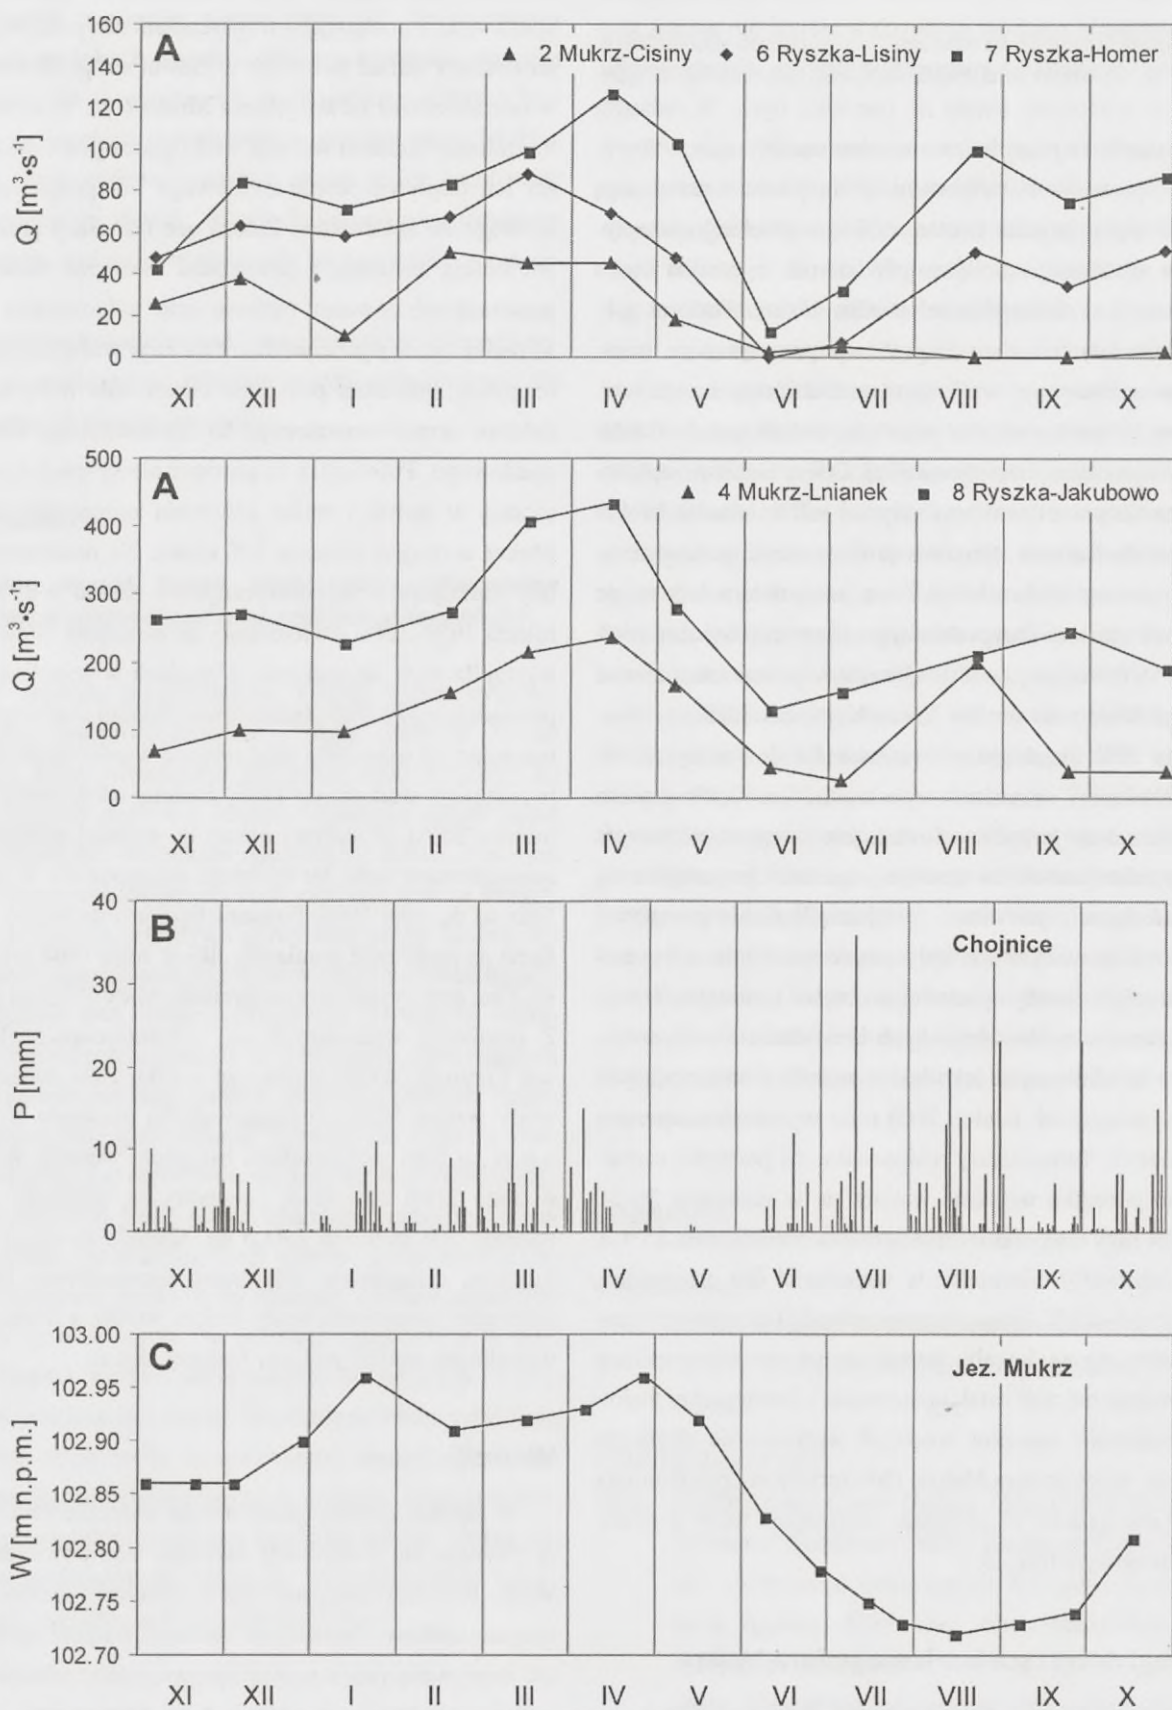 160
A
2 Mukrz-Cisiny 6 Ryszka-Lisiny 7 Ryszka-Homer
140
120
100
80
60
40
20
0
Q [m³•s⁻¹]
XI XII I II III IV V VI VII VIII IX X
500
A
4 Mukrz-Lnianek 8 Ryszka-Jakubowo
400
300
200
100
0
Q [m³•s⁻¹]
XI XII I II III IV V VI VII VIII IX X
40
B
Chojnice
30
20
10
0
P [mm]
XI XII I II III IV V VI VII VIII IX X
103.00
C
Jez. Mukrz
102.95
102.90
102.85
102.80
102.75
102.70
W [m n.p.m.]
XI XII I II III IV V VI VII VIII IX X